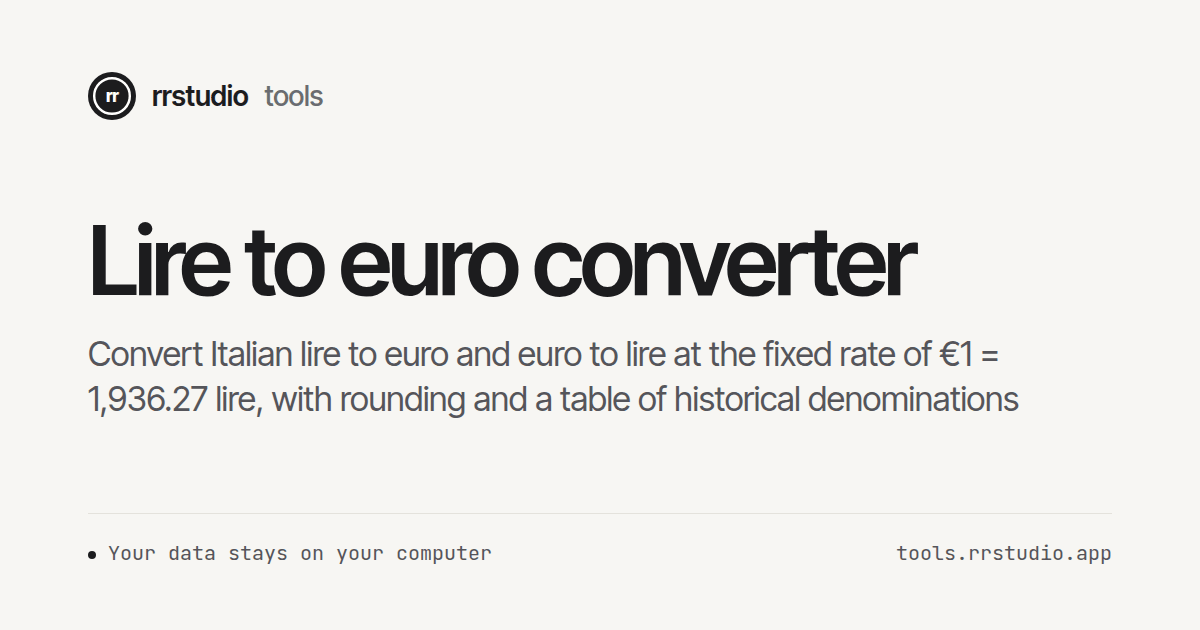 rr rrstudio tools
Lire to euro converter
Convert Italian lire to euro and euro to lire at the fixed rate of €1 =
1,936.27 lire, with rounding and a table of historical denominations
Your data stays on your computer
tools.rrstudio.app